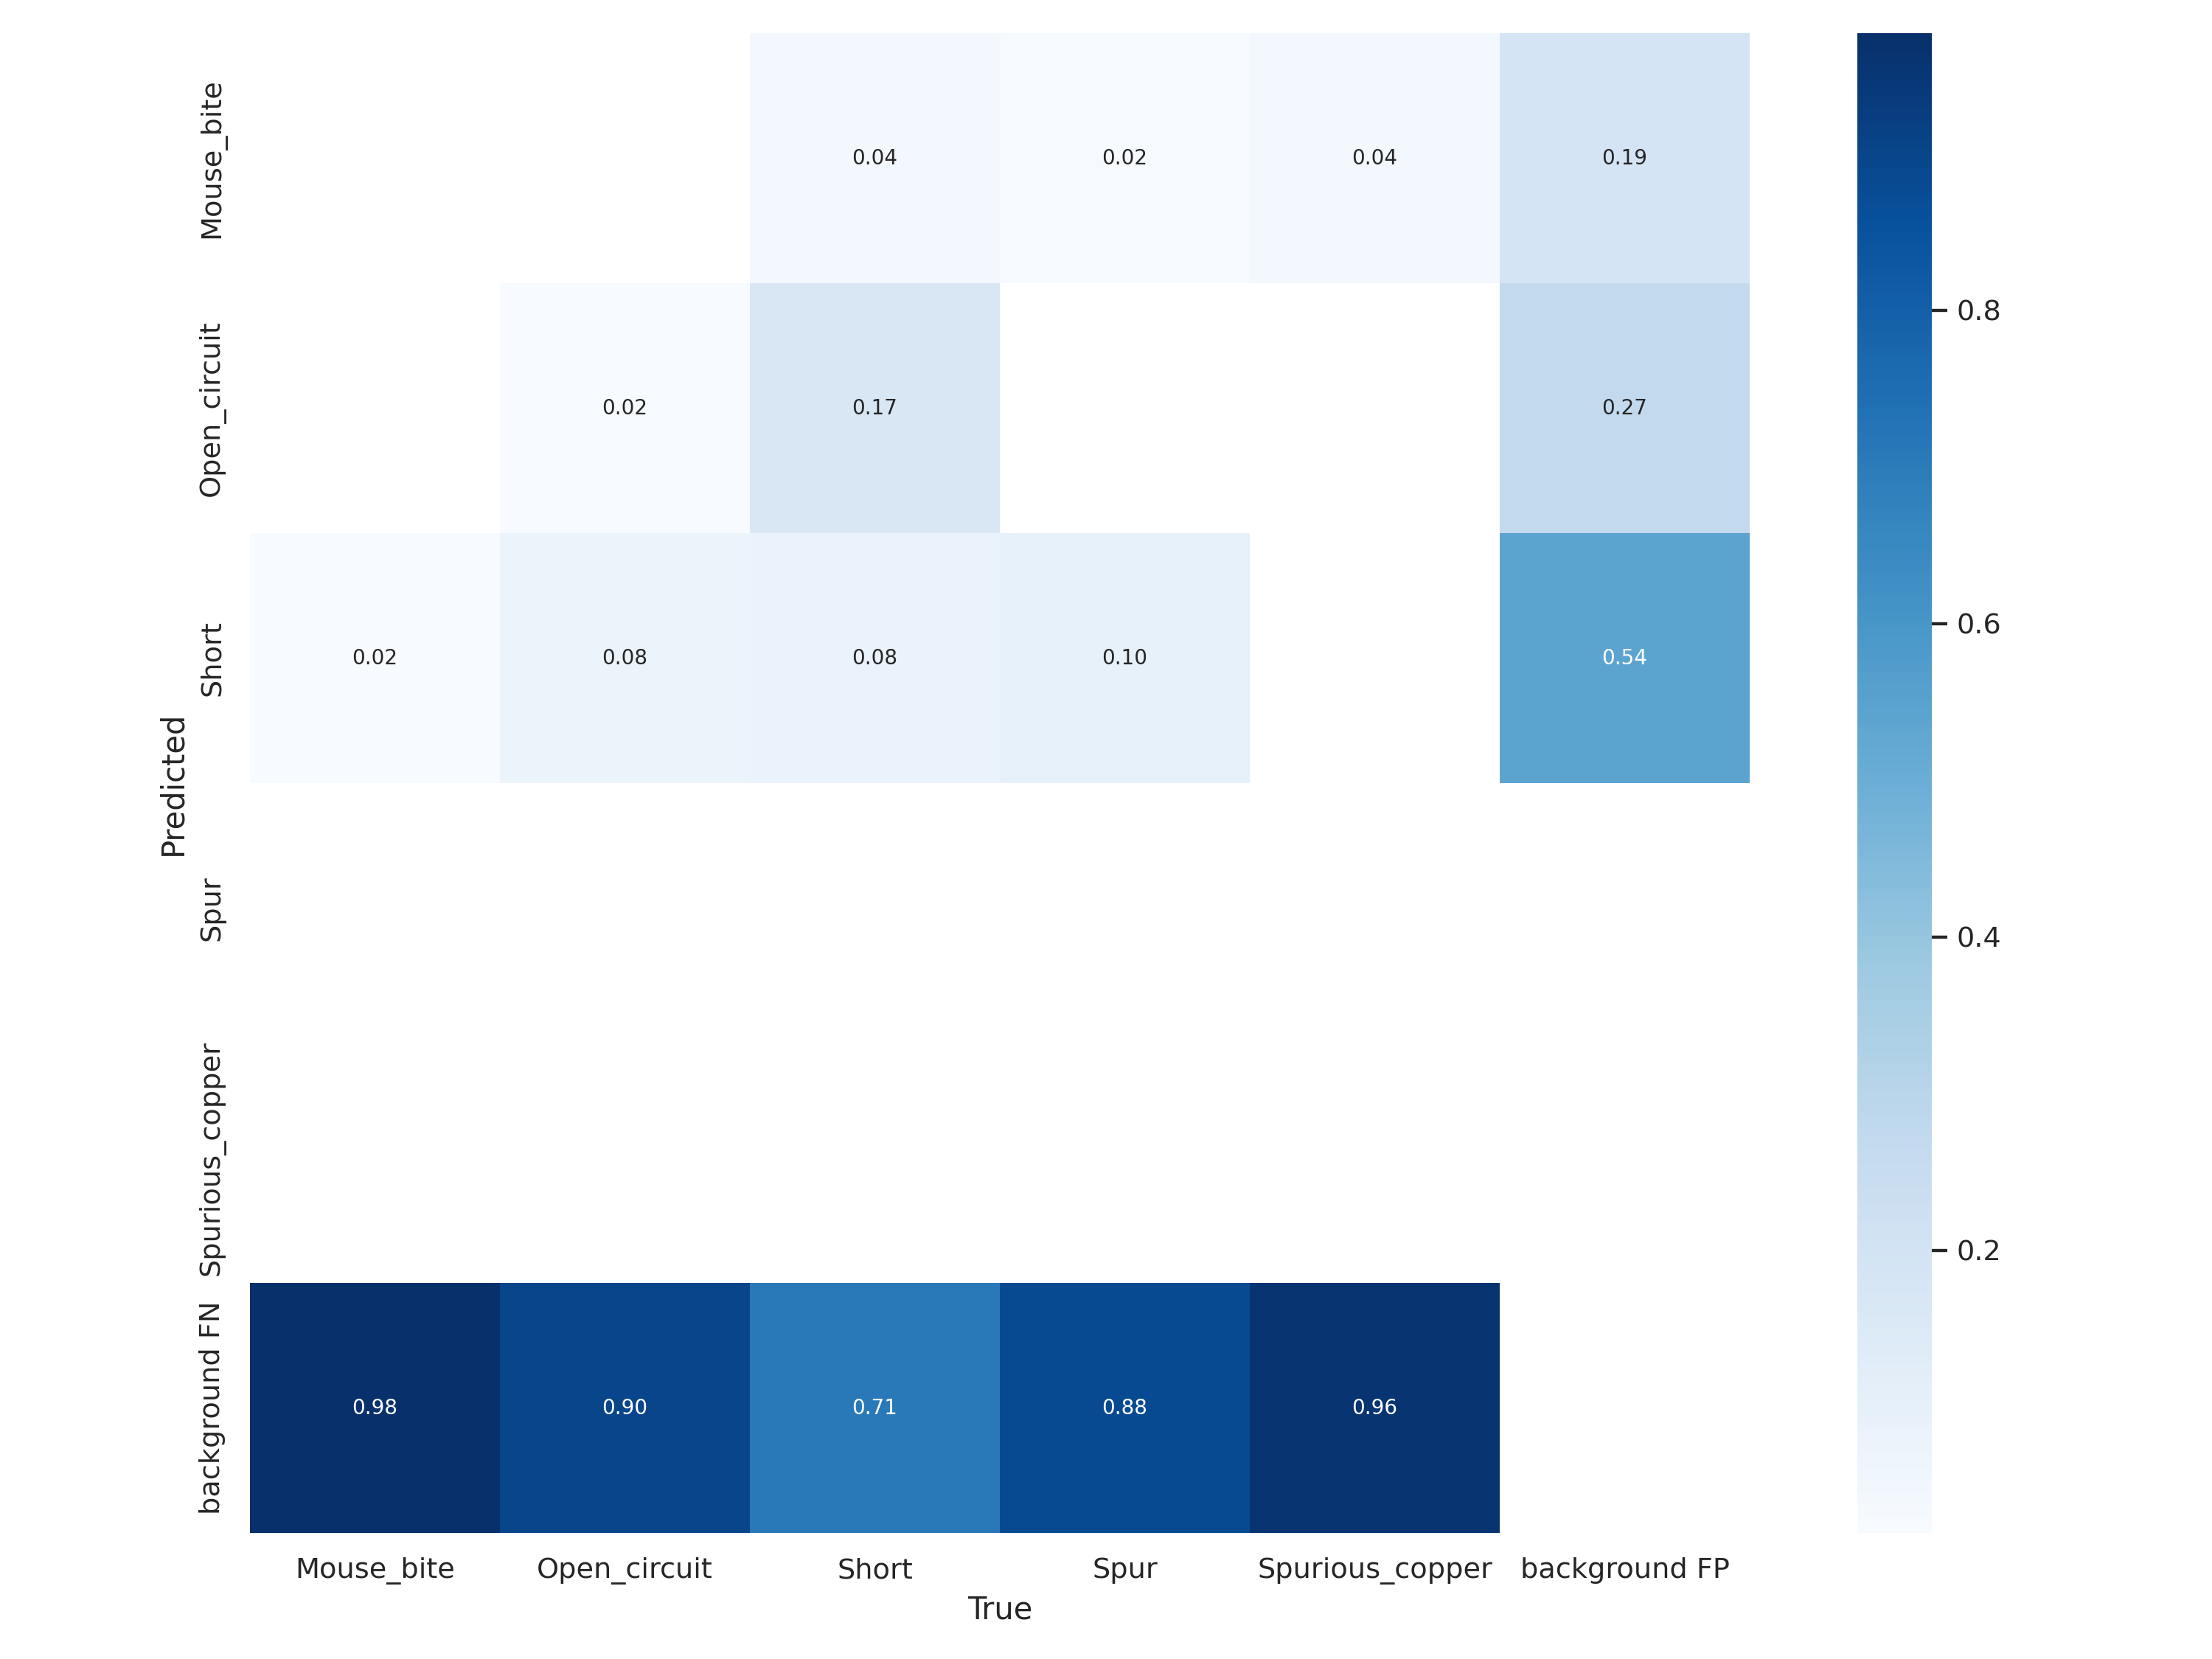 Mouse_bite
0.04 0.02 0.04 0.19
Open_circuit
0.02 0.17 0.27
Short
0.02 0.08 0.08 0.10 0.54
Spur
Spurious_copper
background FN
0.98 0.90 0.71 0.88 0.96
Predicted
Mouse_bite Open_circuit Short Spur Spurious_copper background FP
True
0.8
0.6
0.4
0.2